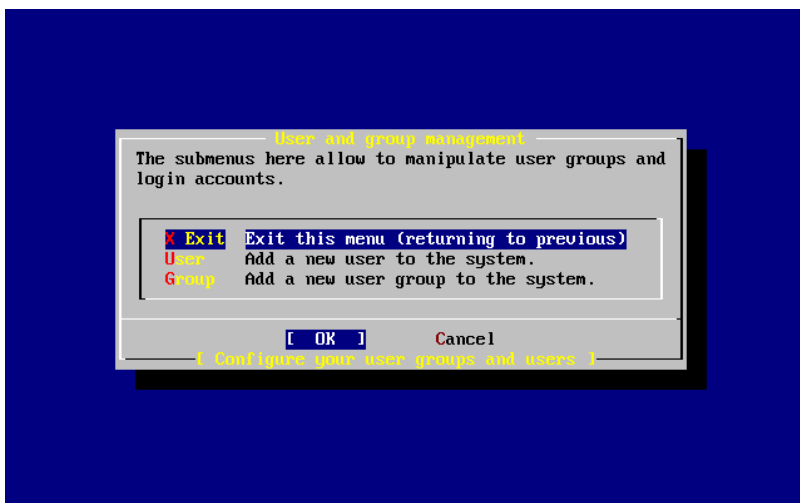 User and group management
The submenus here allow to manipulate user groups and
login accounts.
X Exit Exit this menu (returning to previous)
User Add a new user to the system.
Group Add a new user group to the system.
[ OK ] Cancel
[ Configure your user groups and users ]